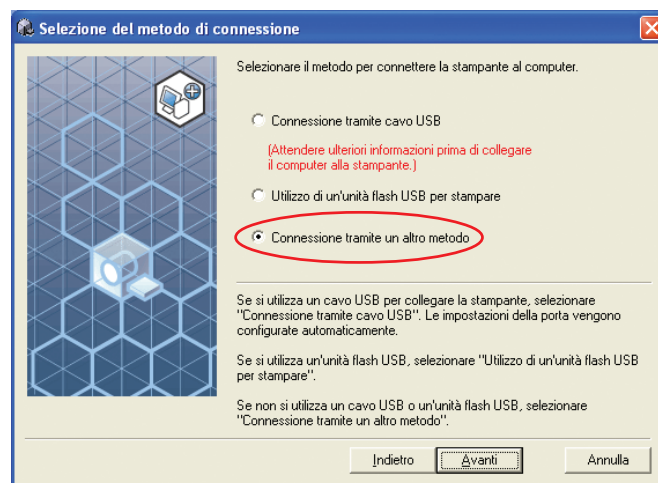 Selezione del metodo di connessione
Selezionare il metodo per connettere la stampante al computer.
Connessione tramite cavo USB
(Attendere ulteriori informazioni prima di collegare
il computer alla stampante.)
Utilizzo di un'unità flash USB per stampare
Connessione tramite un altro metodo
Se si utilizza un cavo USB per collegare la stampante, selezionare
"Connessione tramite cavo USB". Le impostazioni della porta vengono
configurate automaticamente.
Se si utilizza un'unità flash USB, selezionare "Utilizzo di un'unità flash USB
per stampare".
Se non si utilizza un cavo USB o un'unità flash USB, selezionare
"Connessione tramite un altro metodo".
Indietro Avanti Annulla